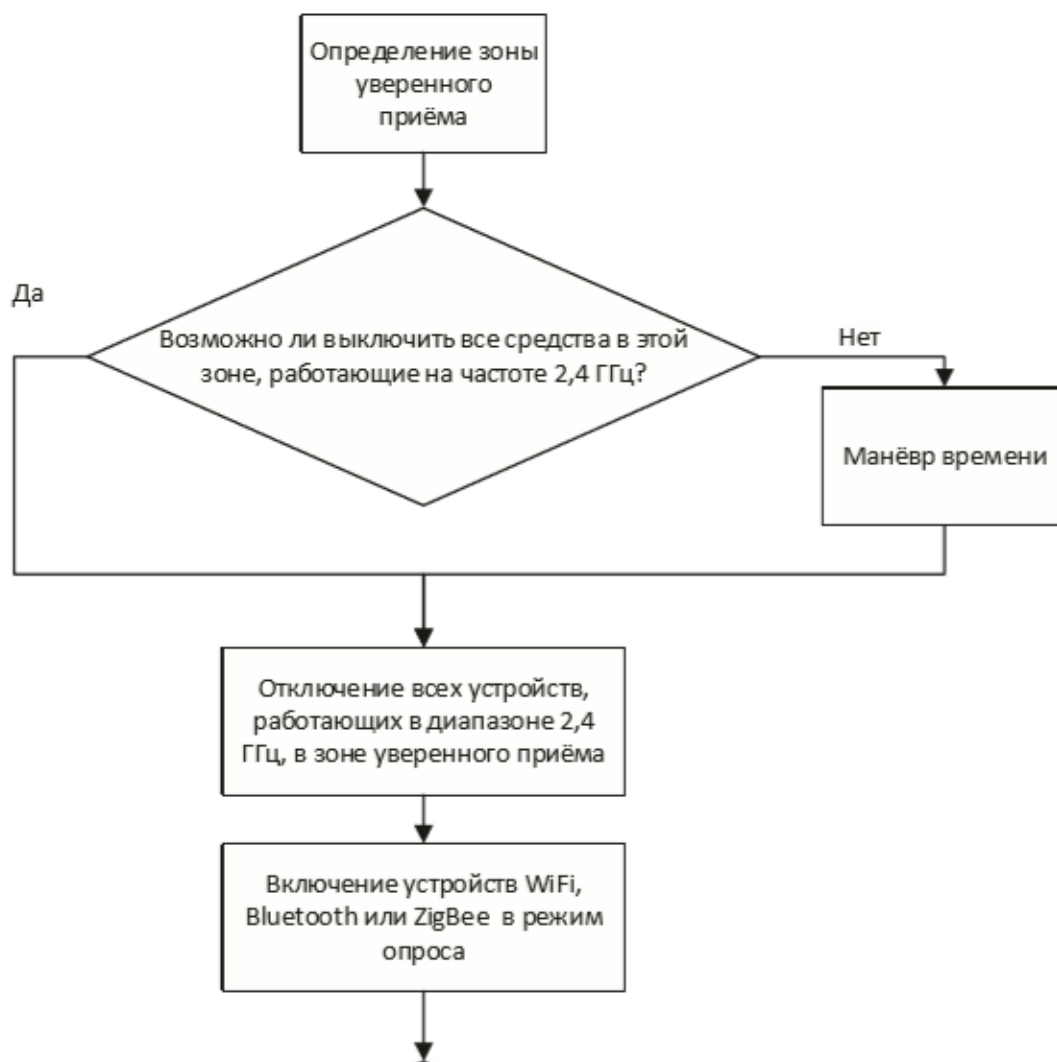 Определение зоны
уверенного
приёма
Да
Возможно ли выключить все средства в этой
зоне, работающие на частоте 2,4 ГГц?
Нет
Манёвр времени
Отключение всех устройств,
работающих в диапазоне 2,4
ГГц, в зоне уверенного приёма
Включение устройств WiFi,
Bluetooth или ZigBee в режим
опроса